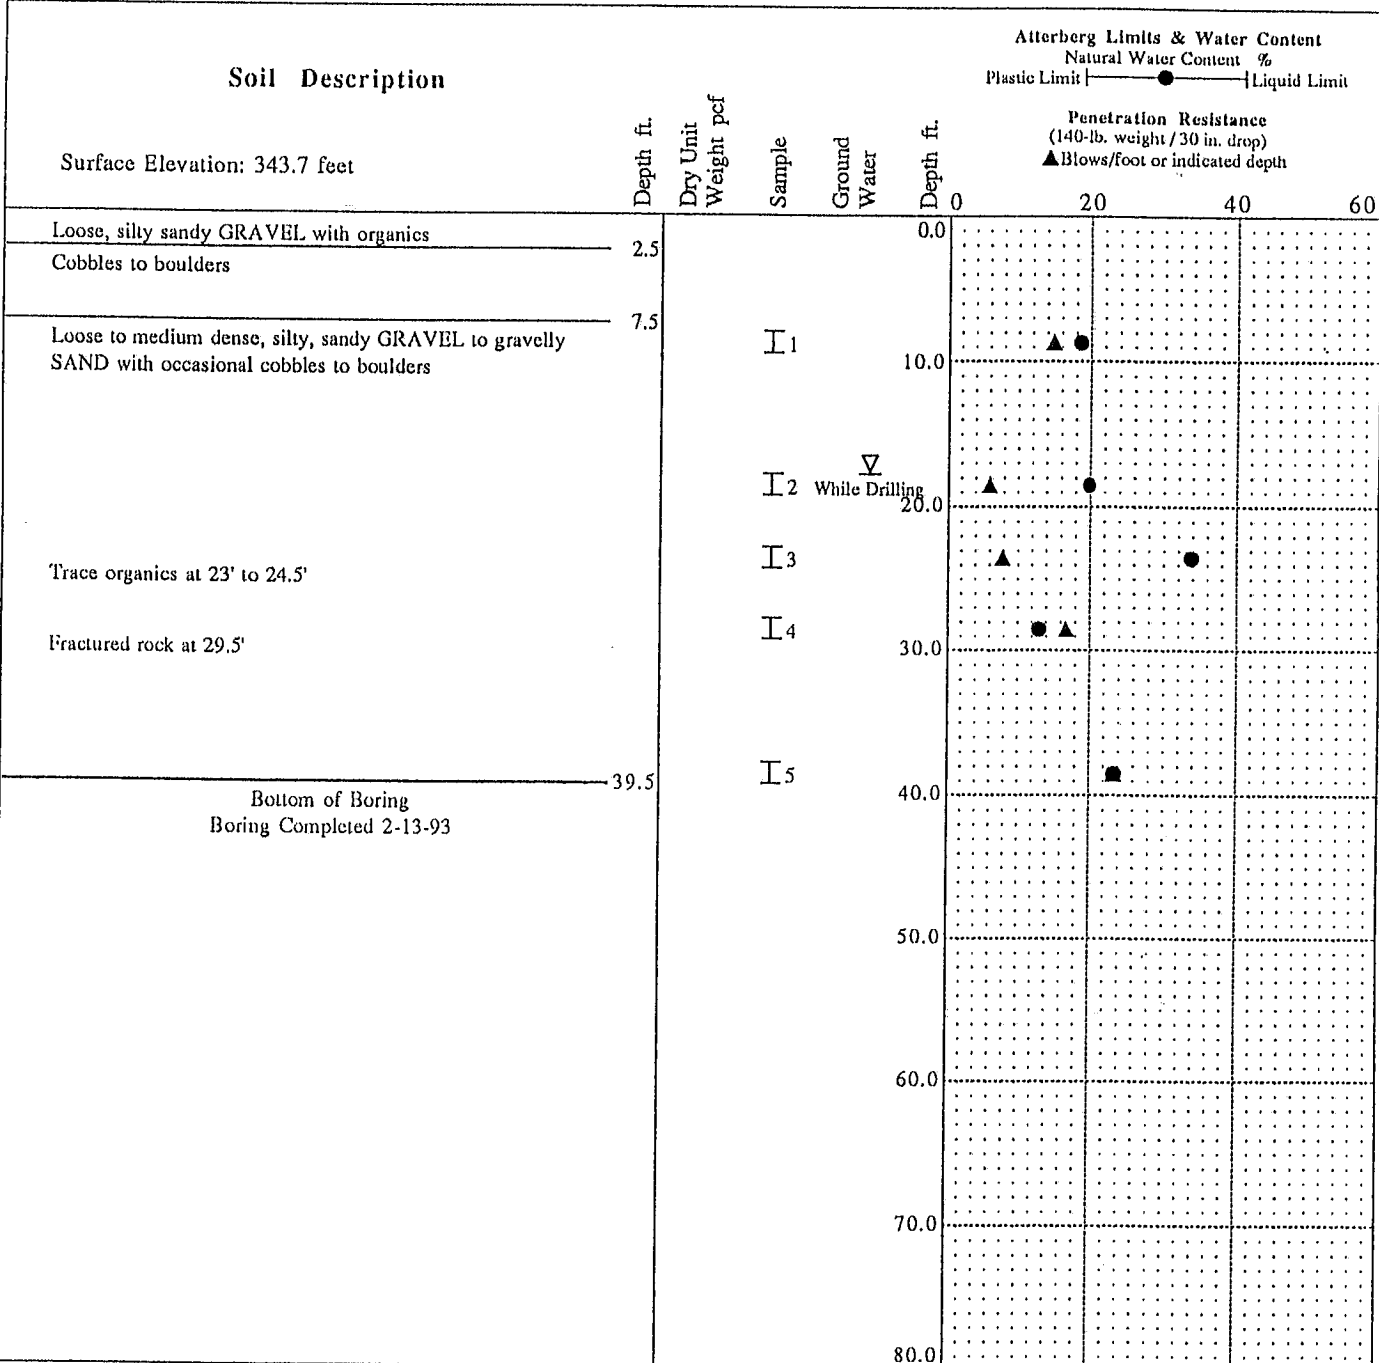 Atterberg Limits & Water Content
Natural Water Content %
Plastic Limit
Liquid Limit
Soil Description
Penetration Resistance
(140-lb. weight / 30 in. drop)
▲Blows/foot or indicated depth
Surface Elevation: 343.7 feet
Depth ft.
Dry Unit
Weight pcf
Sample
Ground
Water
Depth ft.
0 20 40 60
Loose, silty sandy GRAVEL with organics
2.5
0.0
Cobbles to boulders
7.5
Loose to medium dense, silty, sandy GRAVEL to gravelly
SAND with occasional cobbles to boulders
1
10.0
2
While Drilling
20.0
3
Trace organics at 23' to 24.5'
4
Fractured rock at 29.5'
30.0
39.5
5
40.0
Bottom of Boring
Boring Completed 2-13-93
50.0
60.0
70.0
80.0